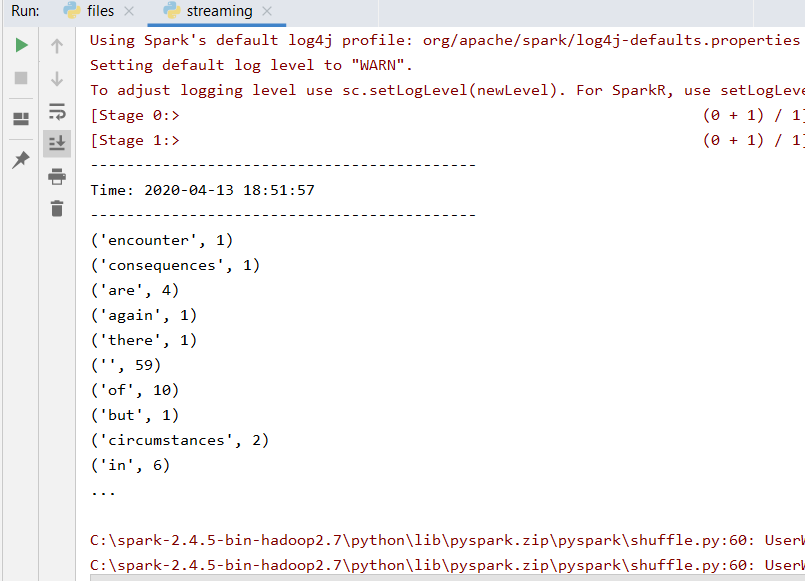 Run: files streaming
Using Spark's default log4j profile: org/apache/spark/log4j-defaults.properties
Setting default log level to "WARN".
To adjust logging level use sc.setLogLevel(newLevel). For SparkR, use setLogLeve
[Stage 0:> (0 + 1) / 1]
[Stage 1:> (0 + 1) / 1]
-------------------------------------------
Time: 2020-04-13 18:51:57
-------------------------------------------
('encounter', 1)
('consequences', 1)
('are', 4)
('again', 1)
('there', 1)
('', 59)
('of', 10)
('but', 1)
('circumstances', 2)
('in', 6)
...
C:\spark-2.4.5-bin-hadoop2.7\python\lib\pyspark.zip\pyspark\shuffle.py:60: UserW
C:\spark-2.4.5-bin-hadoop2.7\python\lib\pyspark.zip\pyspark\shuffle.py:60: UserW